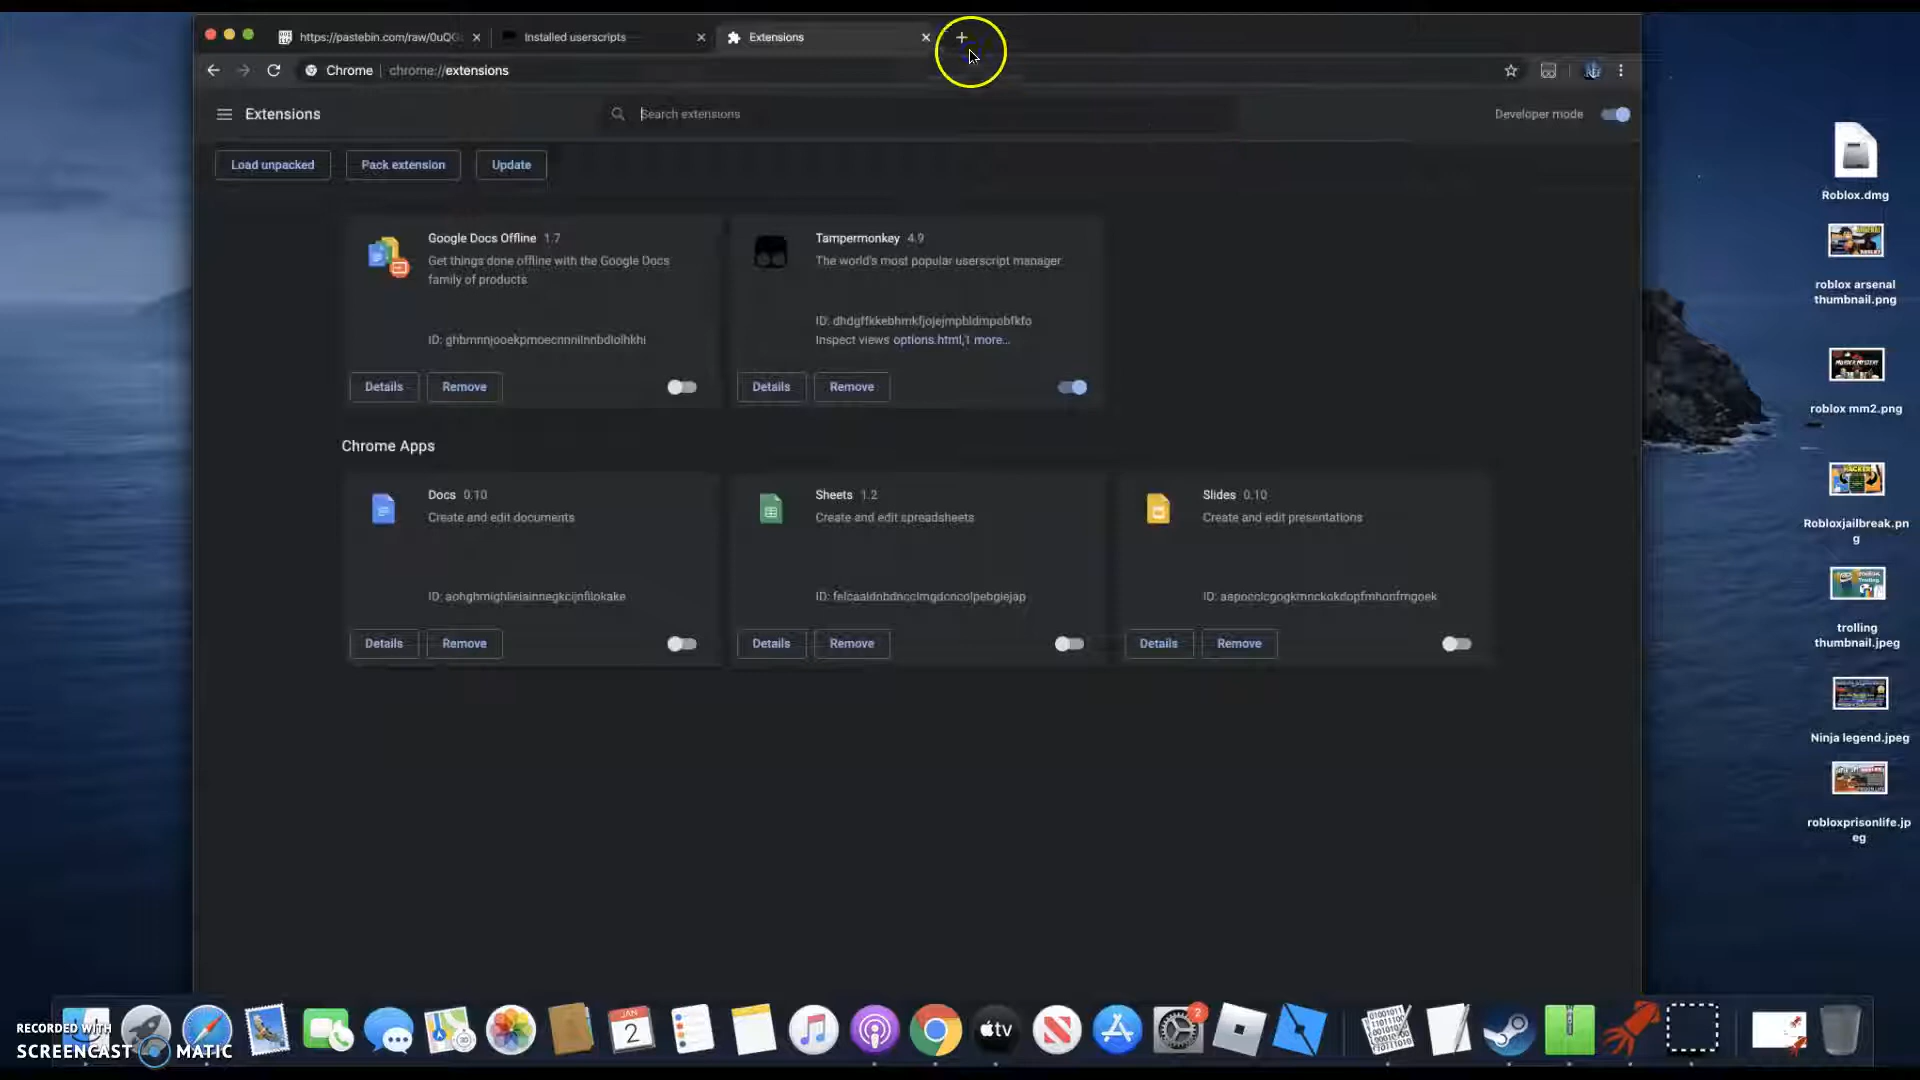 https://pastebin.com/raw/0uQG
Installed userscripts
Extensions
Chrome
chrome://extensions
Extensions
Search extensions
Developer mode
Load unpacked
Pack extension
Update
Google Docs Offline 1.7
Get things done offline with the Google Docs
family of products
ID: ghbmnnjooekpmoecnnnilnnbdlolhkhi
Details
Remove
Tampermonkey 4.9
The world's most popular userscript manager
ID: dhdgffkkebhmkfjojejmpbldmpobfkfo
Inspect views options.html, 1 more...
Details
Remove
Chrome Apps
Docs 0.10
Create and edit documents
ID: aohghmighlieiainnegkcijnfilokake
Details
Remove
Sheets 1.2
Create and edit spreadsheets
ID: felcaaldnbdncclmgdcncolpebgiejap
Details
Remove
Slides 0.10
Create and edit presentations
ID: aapocclcgogkmnckokdopfmhonfmgoek
Details
Remove
Roblox.dmg
roblox arsenal
thumbnail.png
roblox mm2.png
Robloxjailbreak.pn
g
trolling
thumbnail.jpeg
Ninja legend.jpeg
robloxprisonlife.jp
eg
JAN
2
tv
2
RECORDED WITH
SCREENCAST MATIC